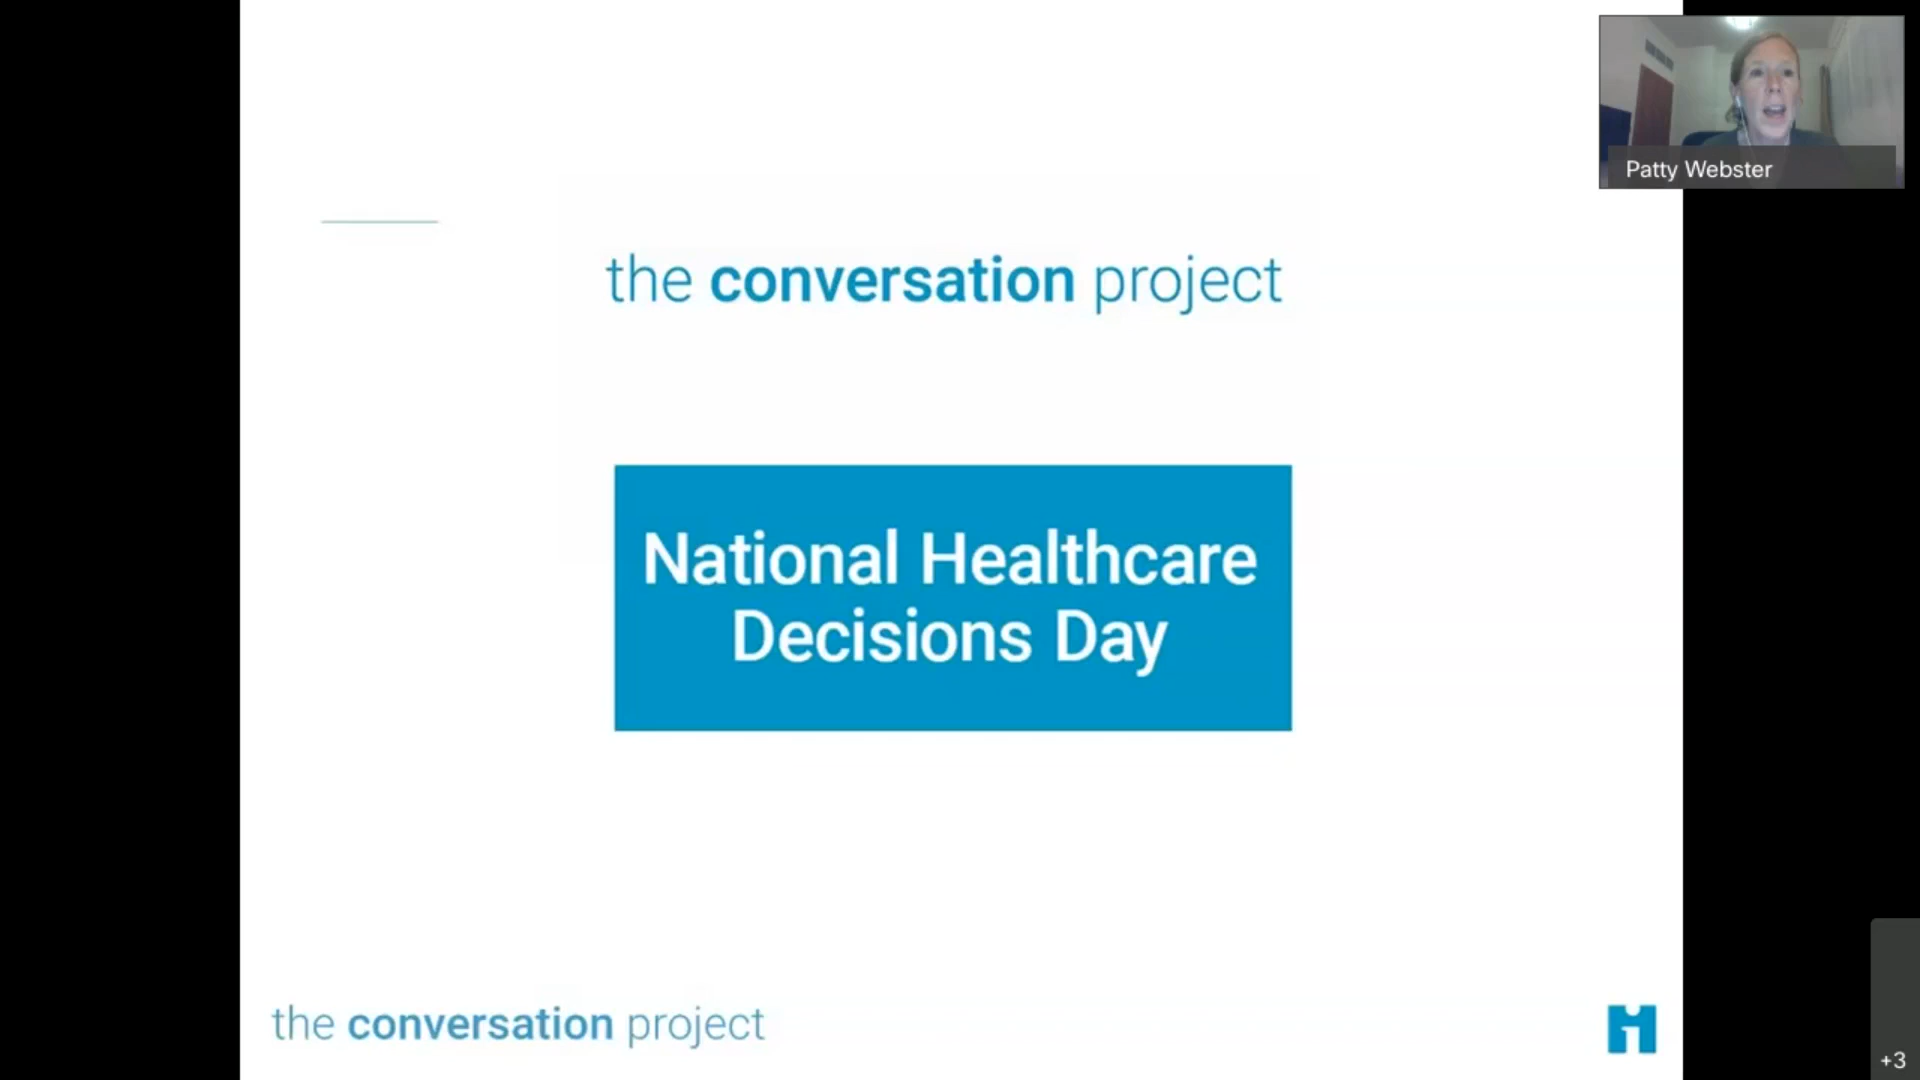 Patty Webster
the conversation project
National Healthcare
Decisions Day
the conversation project
+3